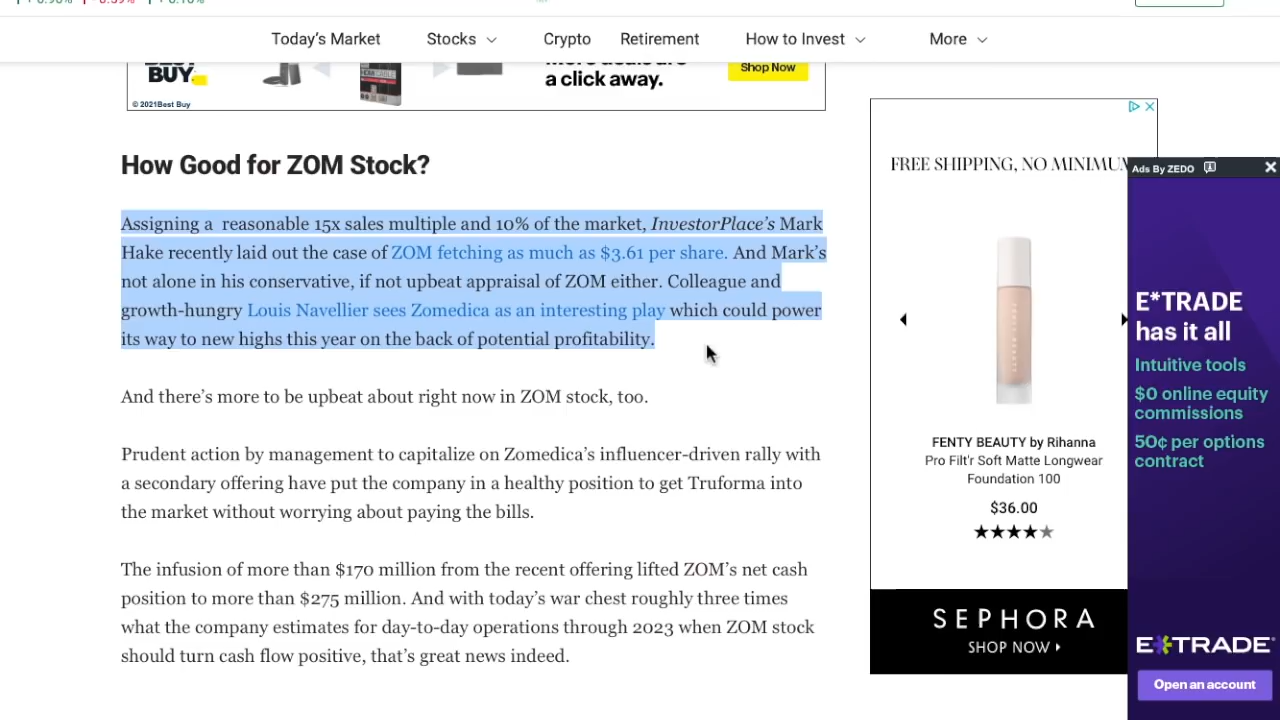 Today's Market Stocks Crypto Retirement How to Invest More
BEST
BUY
a click away.
Shop Now
© 2021Best Buy
How Good for ZOM Stock?
Assigning a reasonable 15x sales multiple and 10% of the market, InvestorPlace's Mark
Hake recently laid out the case of ZOM fetching as much as $3.61 per share. And Mark's
not alone in his conservative, if not upbeat appraisal of ZOM either. Colleague and
growth-hungry Louis Navellier sees Zomedica as an interesting play which could power
its way to new highs this year on the back of potential profitability.
And there's more to be upbeat about right now in ZOM stock, too.
Prudent action by management to capitalize on Zomedica's influencer-driven rally with
a secondary offering have put the company in a healthy position to get Truforma into
the market without worrying about paying the bills.
The infusion of more than $170 million from the recent offering lifted ZOM's net cash
position to more than $275 million. And with today's war chest roughly three times
what the company estimates for day-to-day operations through 2023 when ZOM stock
should turn cash flow positive, that's great news indeed.
FREE SHIPPING, NO MINIMUM
FENTY BEAUTY by Rihanna
Pro Filt'r Soft Matte Longwear
Foundation 100
$36.00
SEPHORA
SHOP NOW
Ads By ZEDO
E*TRADE
has it all
Intuitive tools
$0 online equity
commissions
50¢ per options
contract
E*TRADE
Open an account